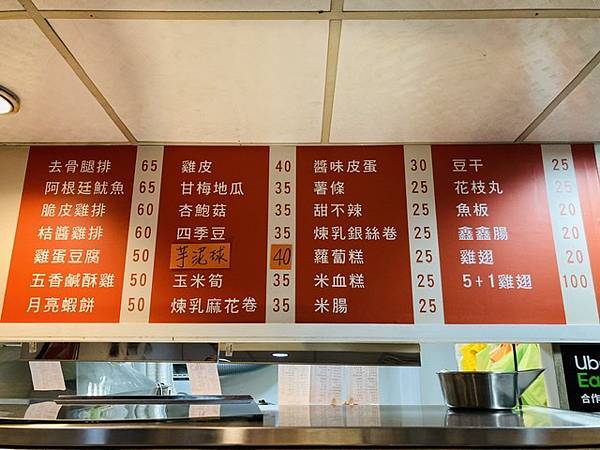 去骨腿排 65
阿根廷魷魚 65
脆皮雞排 60
桔醬雞排 60
雞蛋豆腐 50
五香鹹酥雞 50
月亮蝦餅 50
雞皮 40
甘梅地瓜 35
杏鮑菇 35
四季豆 35
芋泥球 40
玉米筍 35
煉乳麻花卷 35
醬味皮蛋 30
薯條 25
甜不辣 25
煉乳銀絲卷 25
蘿蔔糕 25
米血糕 25
米腸 25
豆干 25
花枝丸 25
魚板 20
鑫鑫腸 20
雞翅 20
5+1雞翅 100
Ub
Ea
合作